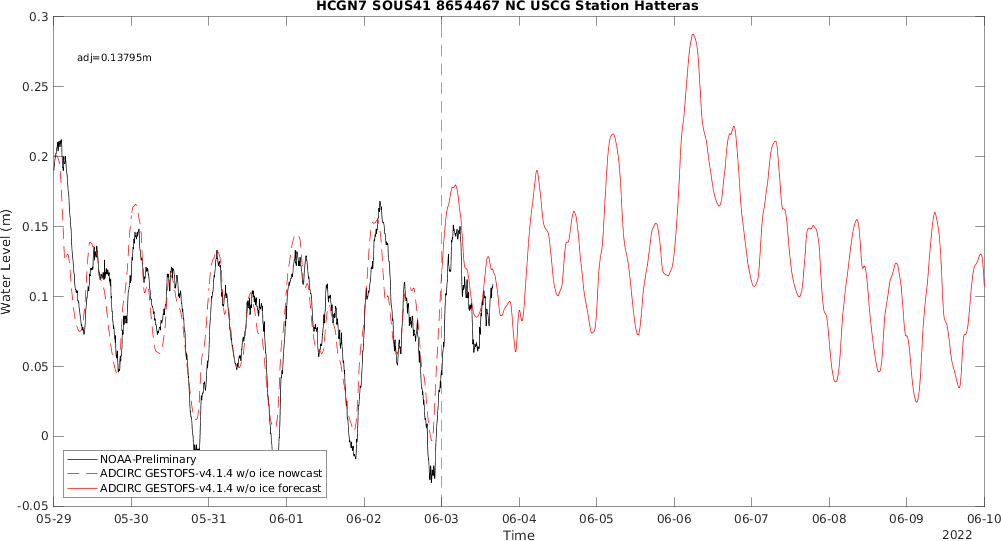 HCGN7 SOUS41 8654467 NC USCG Station Hatteras
0.3
adj=0.13795m
0.25
0.2
0.15
0.1
0.05
0
-0.05
Water Level (m)
NOAA-Preliminary
ADCIRC GESTOFS-v4.1.4 w/o ice nowcast
ADCIRC GESTOFS-v4.1.4 w/o ice forecast
05-29 05-30 05-31 06-01 06-02 06-03 06-04 06-05 06-06 06-07 06-08 06-09 06-10
Time
2022